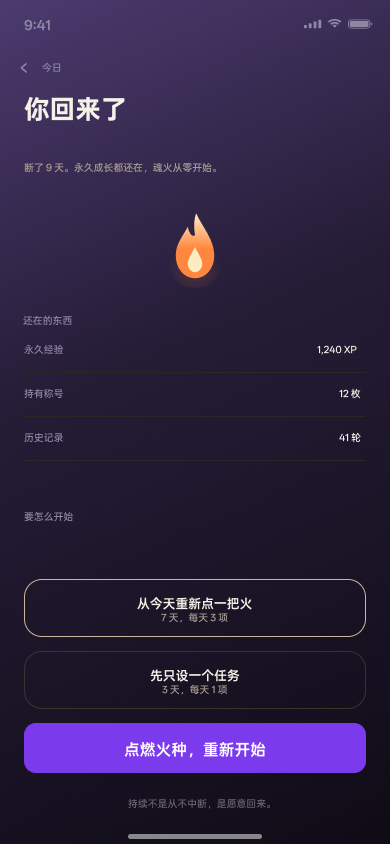 9:41
今日
你回来了
断了 9 天。永久成长都还在，魂火从零开始。
还在的东西
永久经验 1,240 XP
持有称号 12 枚
历史记录 41 轮
要怎么开始
从今天重新点一把火
7 天，每天 3 项
先只设一个任务
3 天，每天 1 项
点燃火种，重新开始
持续不是从不中断，是愿意回来。